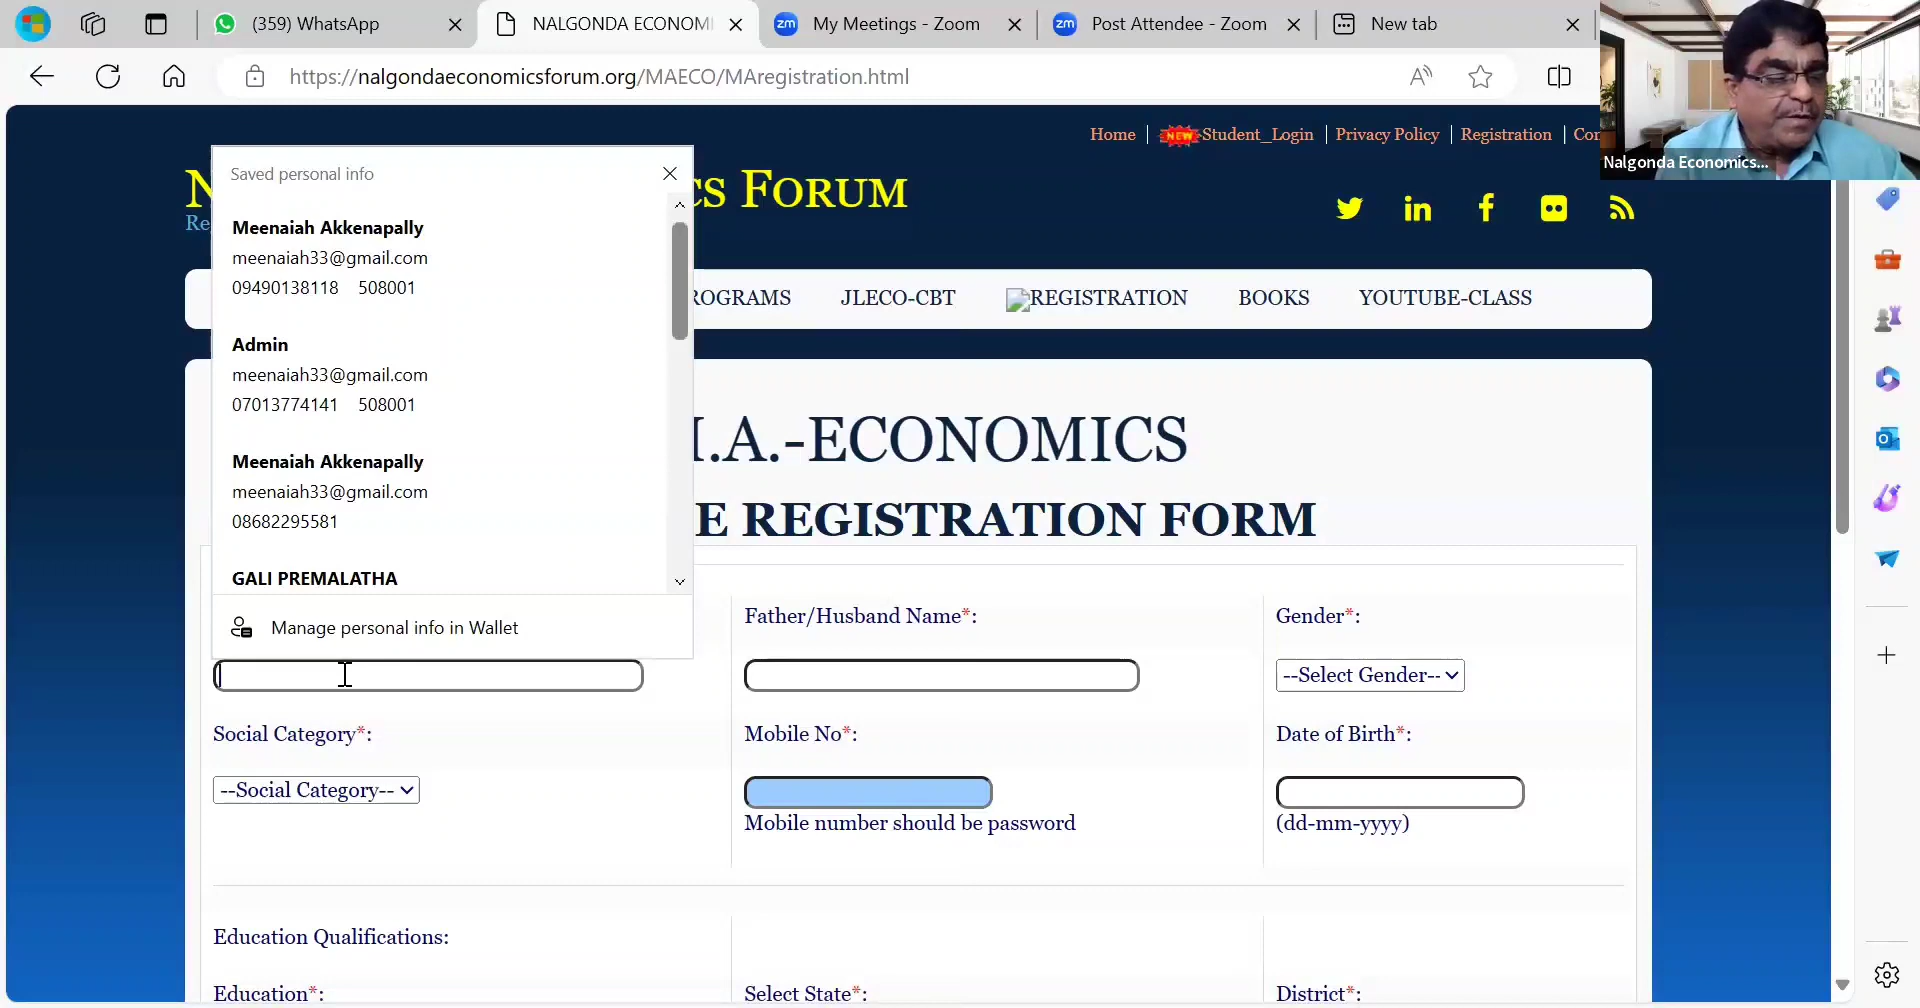 (359) WhatsApp
NALGONDA ECONOMI
My Meetings - Zoom
Post Attendee - Zoom
New tab
https://nalgondaeconomicsforum.org/MAECO/MAregistration.html
Nalgonda Economics...
Home
NEW
Student_Login
Privacy Policy
Registration
Con
N
CS FORUM
Re
ROGRAMS
JLECO-CBT
REGISTRATION
BOOKS
YOUTUBE-CLASS
Saved personal info
Meenaiah Akkenapally
meenaiah33@gmail.com
09490138118 508001
Admin
meenaiah33@gmail.com
07013774141 508001
Meenaiah Akkenapally
meenaiah33@gmail.com
08682295581
GALI PREMALATHA
Manage personal info in Wallet
.A.-ECONOMICS
E REGISTRATION FORM
Father/Husband Name*:
Gender*:
--Select Gender--
Social Category*:
Mobile No*:
Date of Birth*:
--Social Category--
Mobile number should be password
(dd-mm-yyyy)
Education Qualifications:
Education*:
Select State*:
District*: